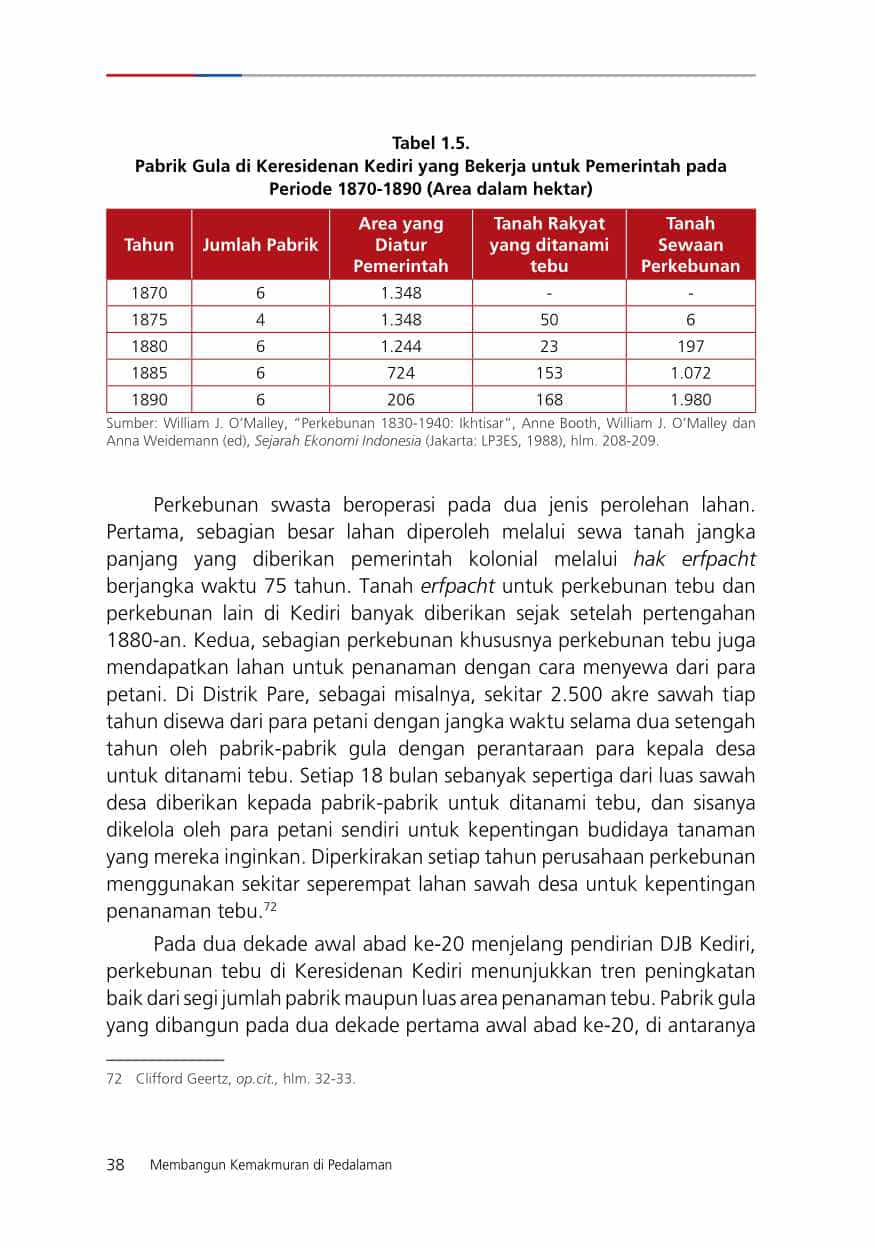 Tabel 1.5.
Pabrik Gula di Keresidenan Kediri yang Bekerja untuk Pemerintah pada
Periode 1870-1890 (Area dalam hektar)
Tahun Jumlah Pabrik Area yang Diatur Pemerintah Tanah Rakyat yang ditanami tebu Tanah Sewaan Perkebunan
1870 6 1.348 - -
1875 4 1.348 50 6
1880 6 1.244 23 197
1885 6 724 153 1.072
1890 6 206 168 1.980
Sumber: William J. O’Malley, “Perkebunan 1830-1940: Ikhtisar“, Anne Booth, William J. O’Malley dan
Anna Weidemann (ed), Sejarah Ekonomi Indonesia (Jakarta: LP3ES, 1988), hlm. 208-209.
Perkebunan swasta beroperasi pada dua jenis perolehan lahan.
Pertama, sebagian besar lahan diperoleh melalui sewa tanah jangka
panjang yang diberikan pemerintah kolonial melalui hak erfpacht
berjangka waktu 75 tahun. Tanah erfpacht untuk perkebunan tebu dan
perkebunan lain di Kediri banyak diberikan sejak setelah pertengahan
1880-an. Kedua, sebagian perkebunan khususnya perkebunan tebu juga
mendapatkan lahan untuk penanaman dengan cara menyewa dari para
petani. Di Distrik Pare, sebagai misalnya, sekitar 2.500 akre sawah tiap
tahun disewa dari para petani dengan jangka waktu selama dua setengah
tahun oleh pabrik-pabrik gula dengan perantaraan para kepala desa
untuk ditanami tebu. Setiap 18 bulan sebanyak sepertiga dari luas sawah
desa diberikan kepada pabrik-pabrik untuk ditanami tebu, dan sisanya
dikelola oleh para petani sendiri untuk kepentingan budidaya tanaman
yang mereka inginkan. Diperkirakan setiap tahun perusahaan perkebunan
menggunakan sekitar seperempat lahan sawah desa untuk kepentingan
penanaman tebu.72
Pada dua dekade awal abad ke-20 menjelang pendirian DJB Kediri,
perkebunan tebu di Keresidenan Kediri menunjukkan tren peningkatan
baik dari segi jumlah pabrik maupun luas area penanaman tebu. Pabrik gula
yang dibangun pada dua dekade pertama awal abad ke-20, di antaranya
72 Clifford Geertz, op.cit., hlm. 32-33.
38 Membangun Kemakmuran di Pedalaman